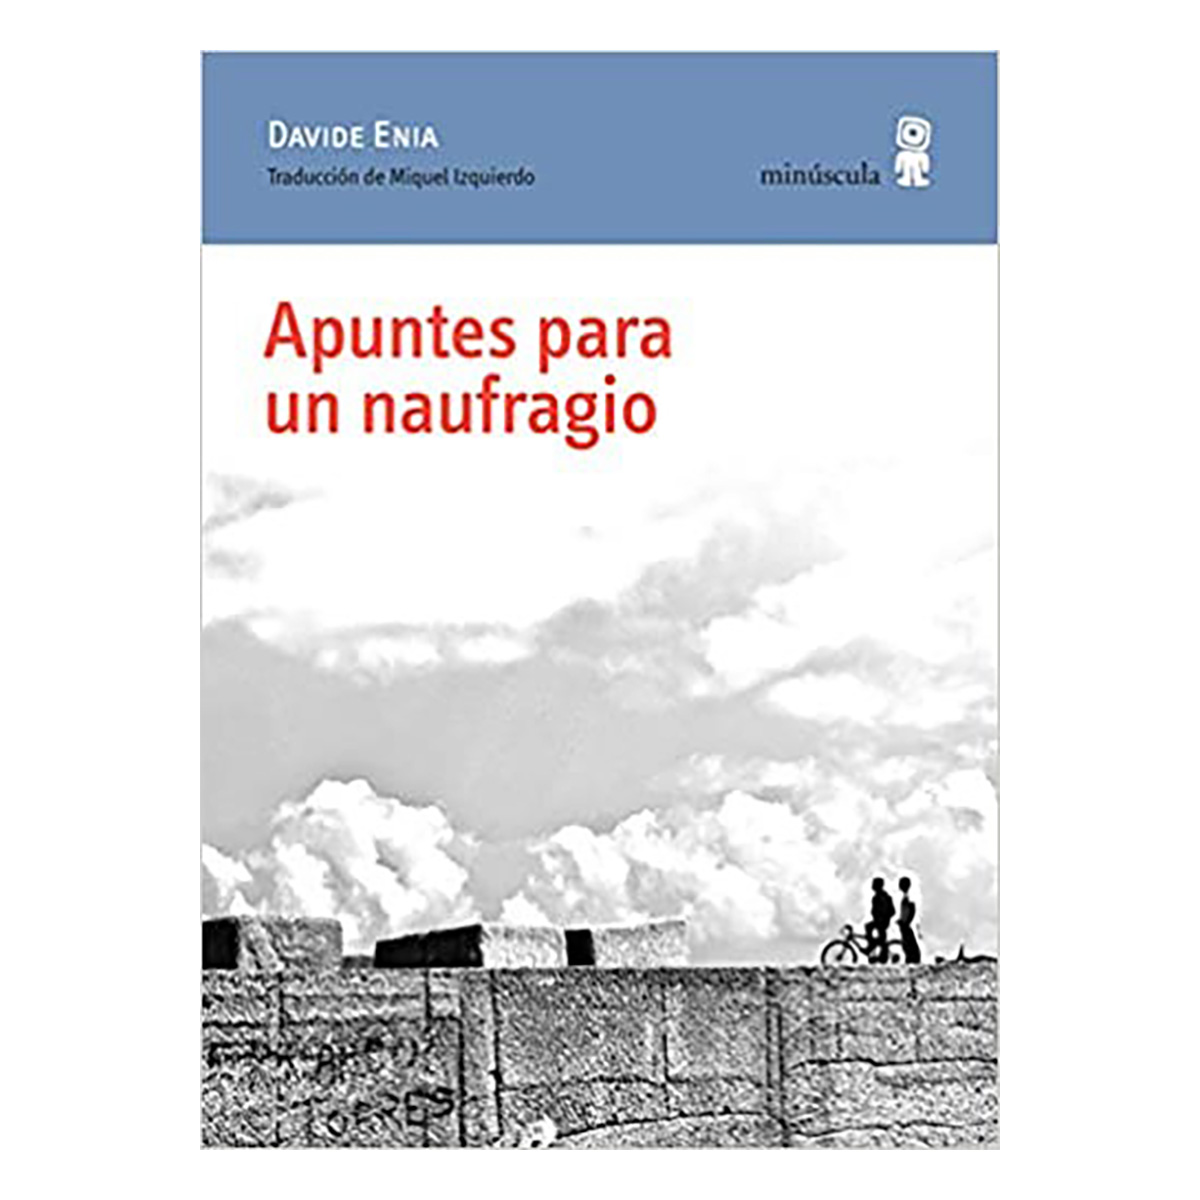 DAVIDE ENIA
Traducción de Miquel Izquierdo
minúscula
Apuntes para
un naufragio